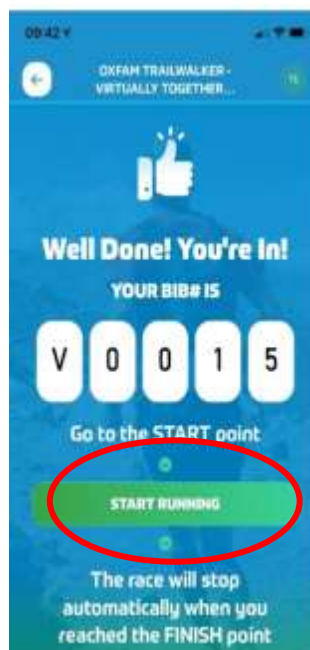 09:42
OXFAM TRAILWALKER -
VIRTUALLY TOGETHER...
Well Done! You're In!
YOUR BIB# IS
V 0 0 1 5
Go to the START point
START RUNNING
The race will stop
automatically when you
reached the FINISH point